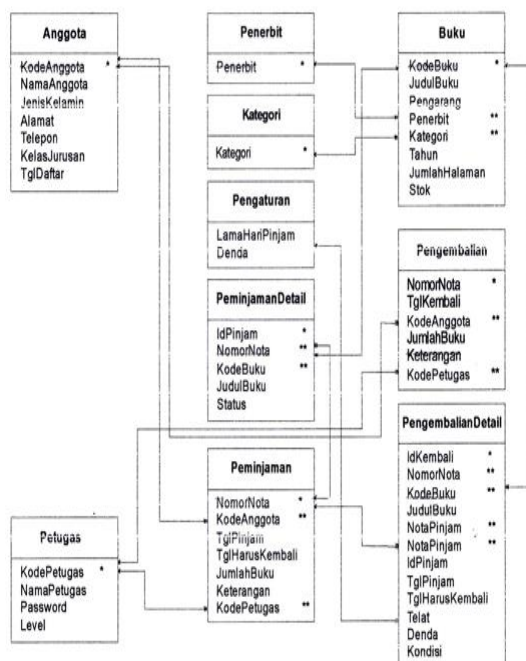 Anggota
KodeAnggota *
NamaAnggota
JenisKelamin
Alamat
Telepon
KelasJurusan
TglDaftar
Penerbit
Penerbit *
Kategori
Kategori *
Pengaturan
LamaHariPinjam
Denda
PeminjamanDetail
IdPinjam *
NomorNota **
KodeBuku **
JudulBuku
Status
Peminjaman
NomorNota *
KodeAnggota **
TglPinjam
TglHarusKembali
JumlahBuku
Keterangan
KodePetugas **
Petugas
KodePetugas *
NamaPetugas
Password
Level
Buku
KodeBuku *
JudulBuku
Pengarang
Penerbit **
Kategori **
Tahun
JumlahHalaman
Stok
Pengembalian
NomorNota *
TglKembali
KodeAnggota **
JumlahBuku
Keterangan
KodePetugas **
PengembalianDetail
IdKembali *
NomorNota **
KodeBuku **
JudulBuku
NotaPinjam **
NotaPinjam **
IdPinjam
TglPinjam
TglHarusKembali
Telat
Denda
Kondisi